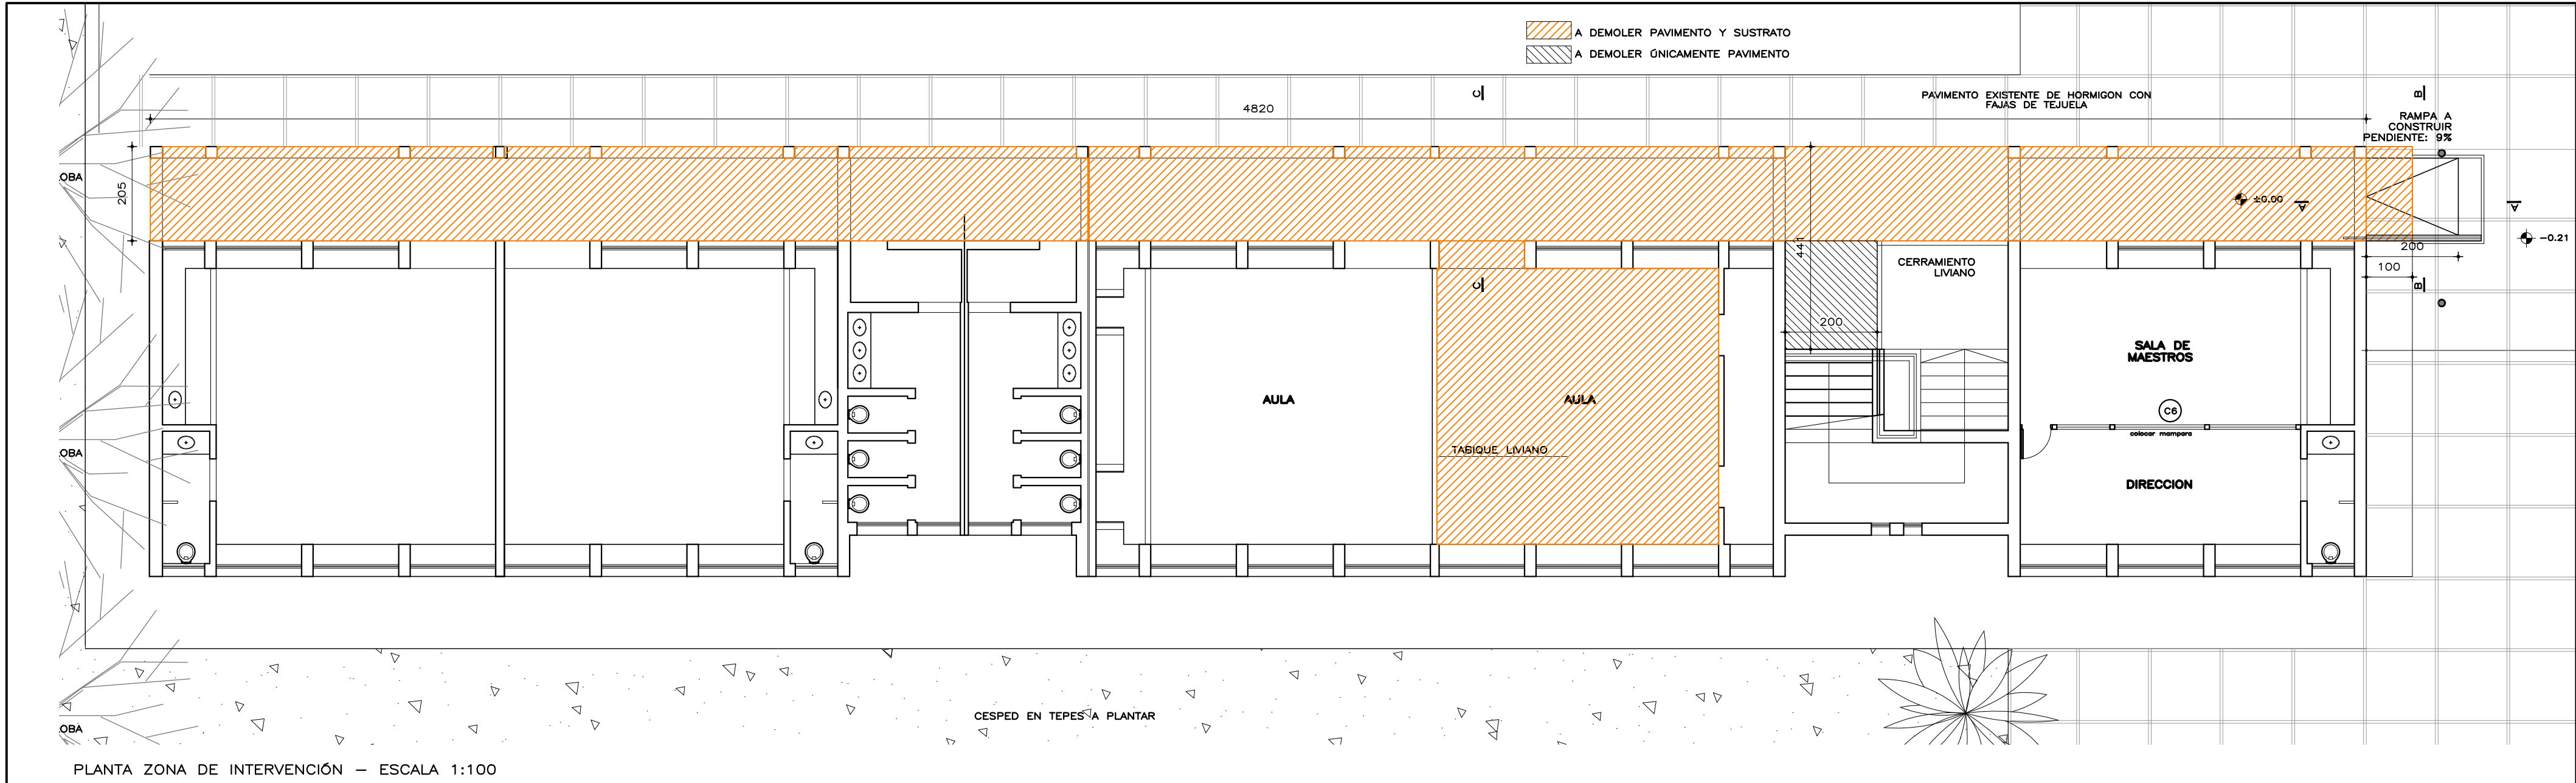 A DEMOLER PAVIMENTO Y SUSTRATO
A DEMOLER ÚNICAMENTE PAVIMENTO
4820
C
PAVIMENTO EXISTENTE DE HORMIGON CON
FAJAS DE TEJUELA
B
RAMPA A
CONSTRUIR
PENDIENTE: 9%
OBA
205
±0.00
A
A
-0.21
441
200
100
CERRAMIENTO
LIVIANO
C
B
200
SALA DE
MAESTROS
AULA
AULA
C6
colocar mampara
TABIQUE LIVIANO
OBA
DIRECCION
CESPED EN TEPES A PLANTAR
OBA
PLANTA ZONA DE INTERVENCIÓN – ESCALA 1:100